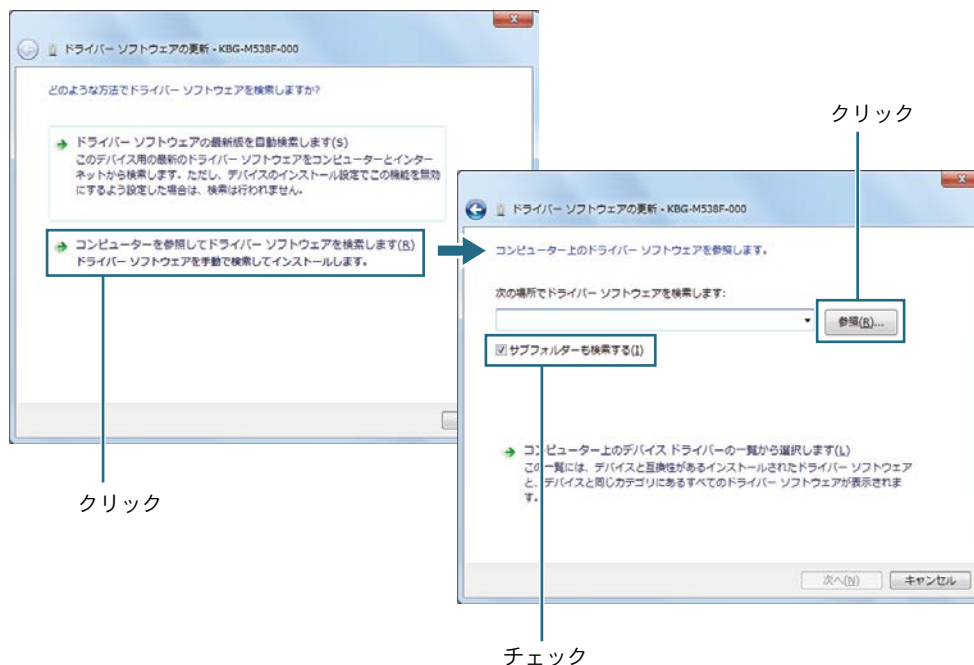 ドライバー ソフトウェアの更新 - KBG-M538F-000
どのような方法でドライバー ソフトウェアを検索しますか?
ドライバー ソフトウェアの最新版を自動検索します(S)
このデバイス用の最新のドライバー ソフトウェアをコンピューターとインター
ネットから検索します。ただし、デバイスのインストール設定でこの機能を無効
にするよう設定した場合は、検索は行われません。
コンピューターを参照してドライバー ソフトウェアを検索します(R)
ドライバー ソフトウェアを手動で検索してインストールします。
クリック
クリック
ドライバー ソフトウェアの更新 - KBG-M538F-000
コンピューター上のドライバー ソフトウェアを参照します。
次の場所でドライバー ソフトウェアを検索します:
参照(R)...
サブフォルダーも検索する(I)
コンピューター上のデバイス ドライバーの一覧から選択します(L)
この一覧には、デバイスと互換性があるインストールされたドライバー ソフトウェア
と、デバイスと同じカテゴリにあるすべてのドライバー ソフトウェアが表示されま
す。
次へ(N)
キャンセル
チェック